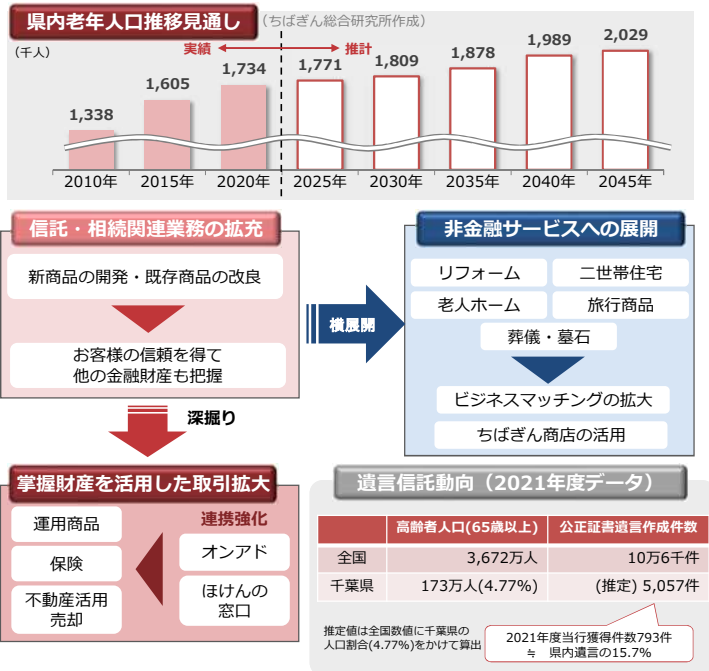 県内老年人口推移見通し
（ちばぎん総合研究所作成）
(千人)
実績
推計
1,338
1,605
1,734
1,771
1,809
1,878
1,989
2,029
2010年
2015年
2020年
2025年
2030年
2035年
2040年
2045年
信託・相続関連業務の拡充
新商品の開発・既存商品の改良
お客様の信頼を得て
他の金融財産も把握
横展開
非金融サービスへの展開
リフォーム
二世帯住宅
老人ホーム
旅行商品
葬儀・墓石
ビジネスマッチングの拡大
ちばぎん商店の活用
深掘り
掌握財産を活用した取引拡大
運用商品
保険
不動産活用
売却
連携強化
オンアド
ほけんの
窓口
遺言信託動向（2021年度データ）
高齢者人口(65歳以上)
公正証書遺言作成件数
全国
3,672万人
10万6千件
千葉県
173万人(4.77%)
(推定) 5,057件
推定値は全国数値に千葉県の
人口割合(4.77%)をかけて算出
2021年度当行獲得件数793件
≒ 県内遺言の15.7%